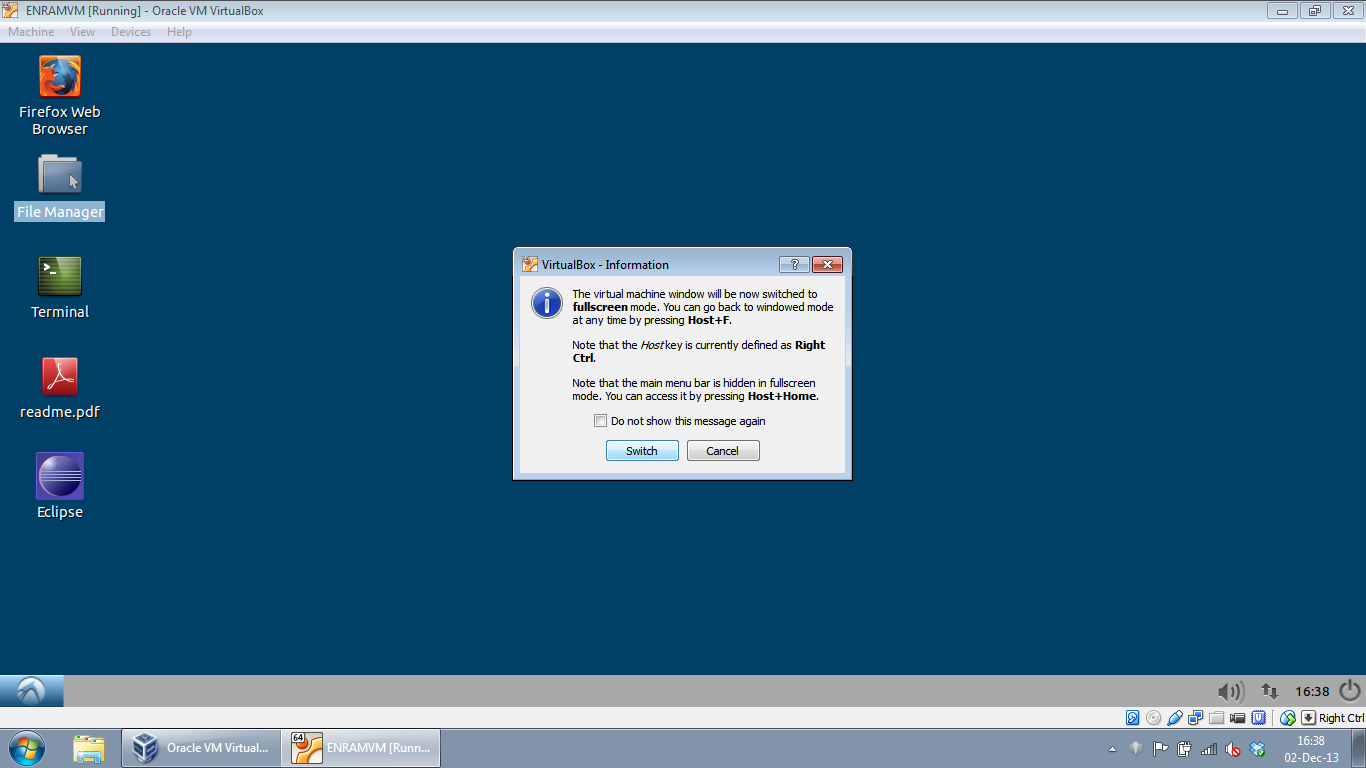 ENRAMVM [Running] - Oracle VM VirtualBox
Machine View Devices Help
Firefox Web
Browser
File Manager
Terminal
readme.pdf
Eclipse
VirtualBox - Information
?
The virtual machine window will be now switched to
fullscreen mode. You can go back to windowed mode
at any time by pressing Host+F.
Note that the Host key is currently defined as Right
Ctrl.
Note that the main menu bar is hidden in fullscreen
mode. You can access it by pressing Host+Home.
Do not show this message again
Switch Cancel
16:38
Right Ctrl
64
Oracle VM Virtual... ENRAMVM [Runn...
16:38
02-Dec-13